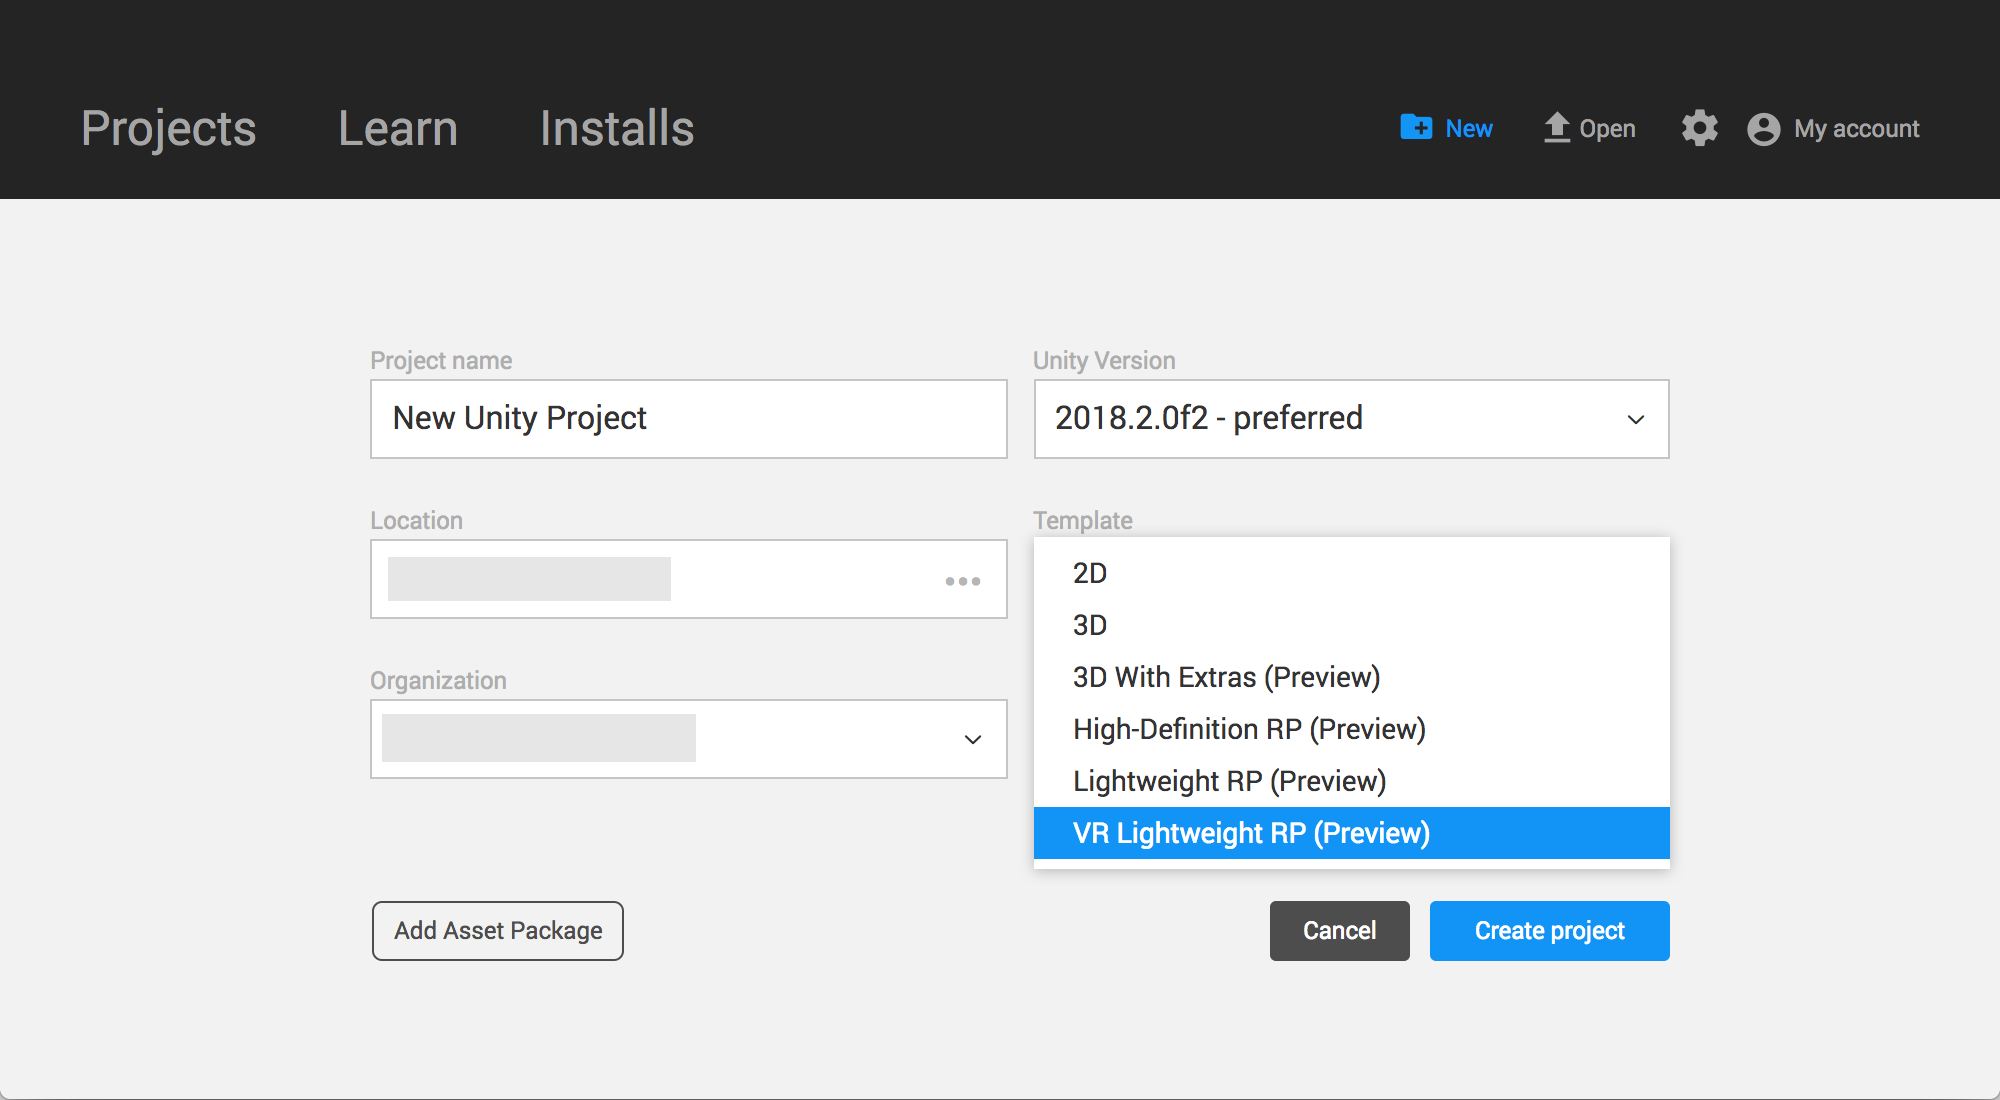 Projects Learn Installs New Open My account
Project name
New Unity Project
Unity Version
2018.2.0f2 - preferred
Location
Organization
Template
2D
3D
3D With Extras (Preview)
High-Definition RP (Preview)
Lightweight RP (Preview)
VR Lightweight RP (Preview)
Add Asset Package
Cancel
Create project